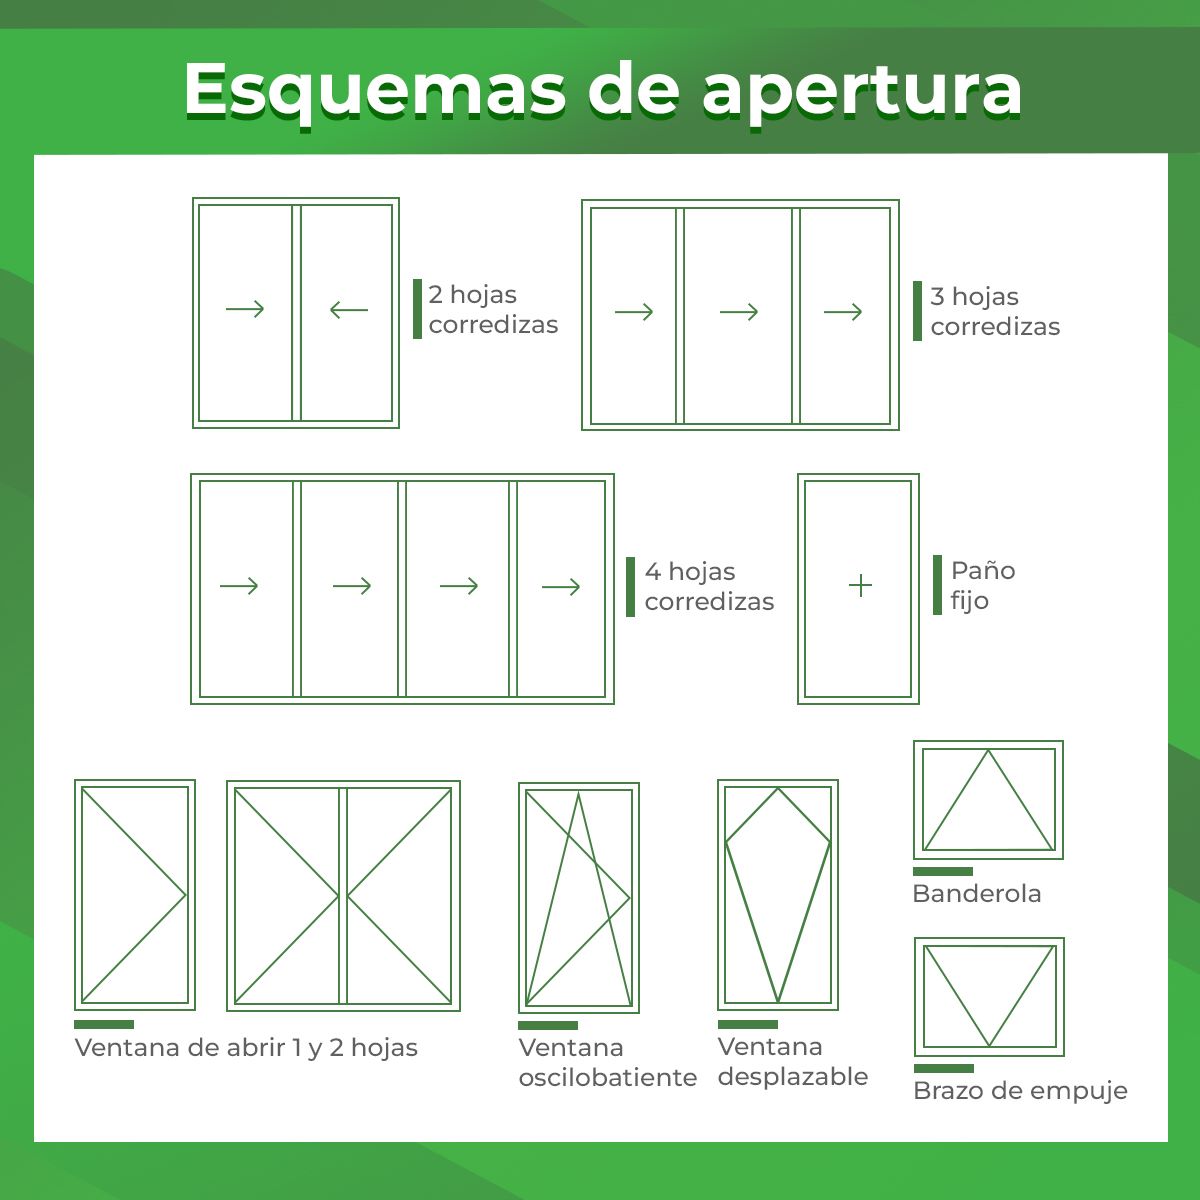 Esquemas de apertura
2 hojas
corredizas
3 hojas
corredizas
4 hojas
corredizas
Paño
fijo
Ventana de abrir 1 y 2 hojas
Ventana
oscilobatiente
Ventana
desplazable
Banderola
Brazo de empuje